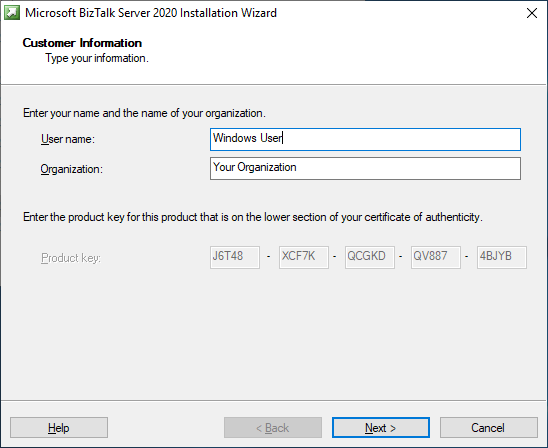 Microsoft BizTalk Server 2020 Installation Wizard
Customer Information
Type your information.
Enter your name and the name of your organization.
User name: Windows User
Organization: Your Organization
Enter the product key for this product that is on the lower section of your certificate of authenticity.
Product key: J6T48 - XCF7K - QCGKD - QV887 - 4BJYB
Help < Back Next > Cancel